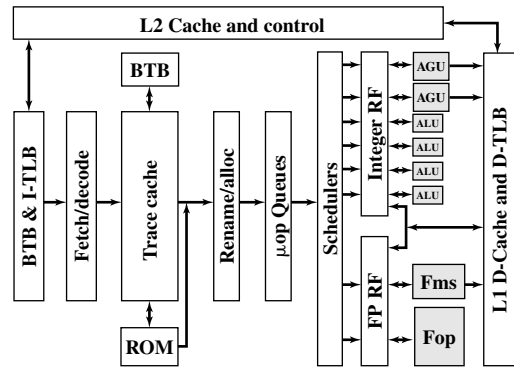 L2 Cache and control
BTB
BTB & I-TLB
Fetch/decode
Trace cache
ROM
Rename/alloc
μop Queues
Schedulers
Integer RF
FP RF
AGU
AGU
ALU
ALU
ALU
ALU
Fms
Fop
L1 D-Cache and D-TLB